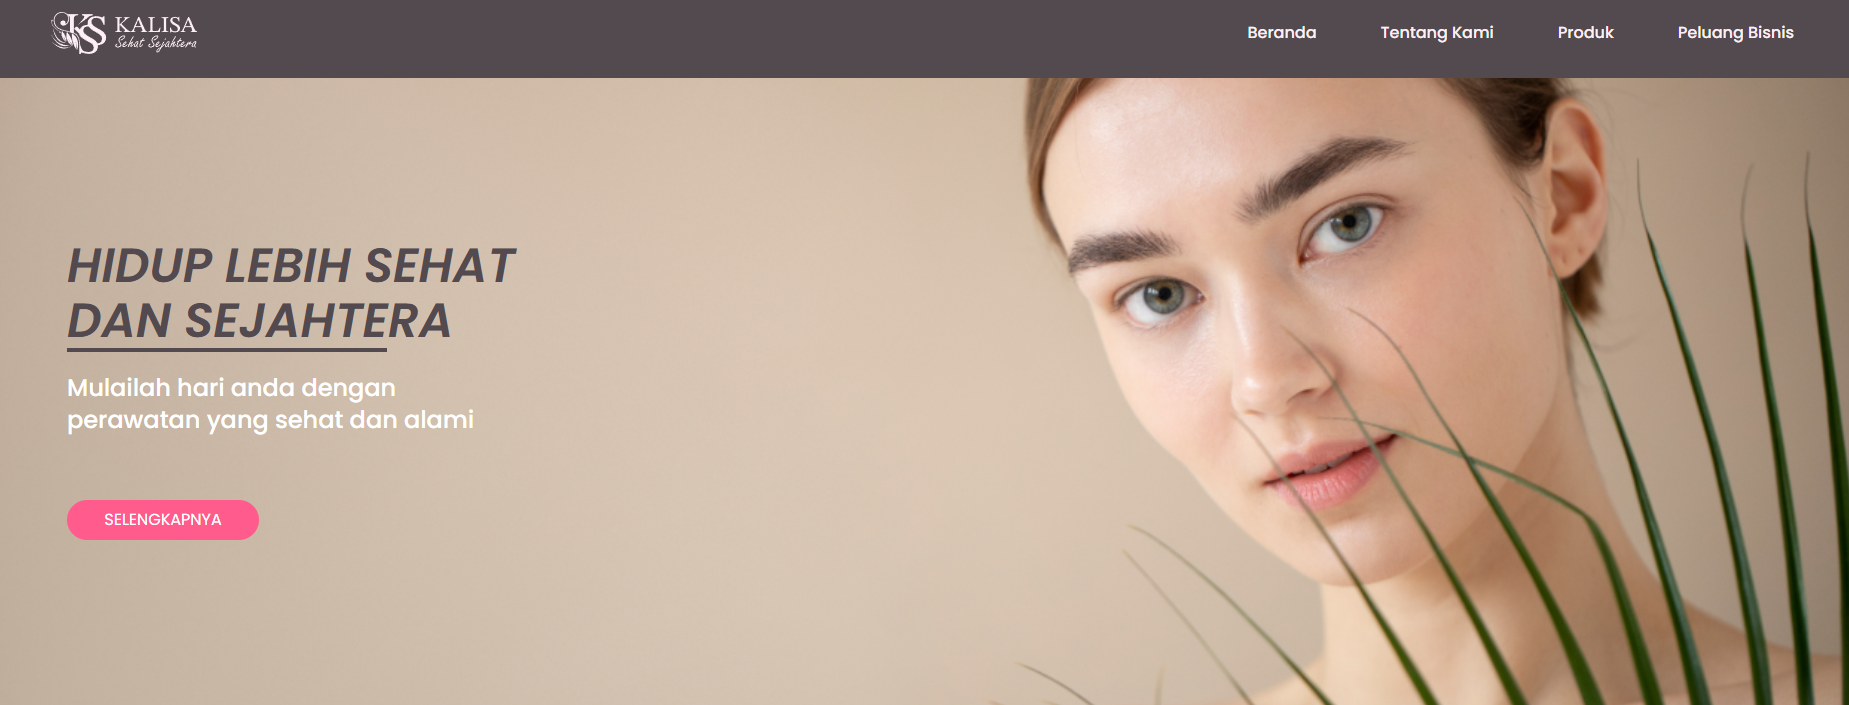 KS KALISA
Sehat Sejahtera
Beranda Tentang Kami Produk Peluang Bisnis
HIDUP LEBIH SEHAT
DAN SEJAHTERA
Mulailah hari anda dengan
perawatan yang sehat dan alami
SELENGKAPNYA